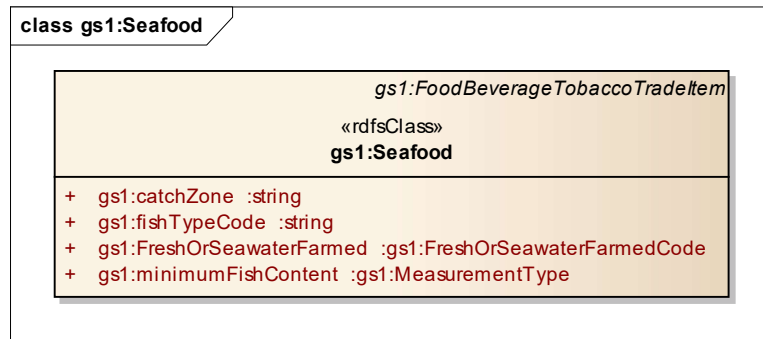 class gs1:Seafood
gs1:FoodBeverageTobaccoTradeItem
«rdfsClass»
gs1:Seafood
+ gs1:catchZone :string
+ gs1:fishTypeCode :string
+ gs1:FreshOrSeawaterFarmed :gs1:FreshOrSeawaterFarmedCode
+ gs1:minimumFishContent :gs1:MeasurementType